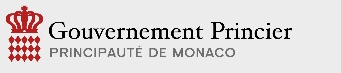 Gouvernement Princier
PRINCIPAUTÉ DE MONACO